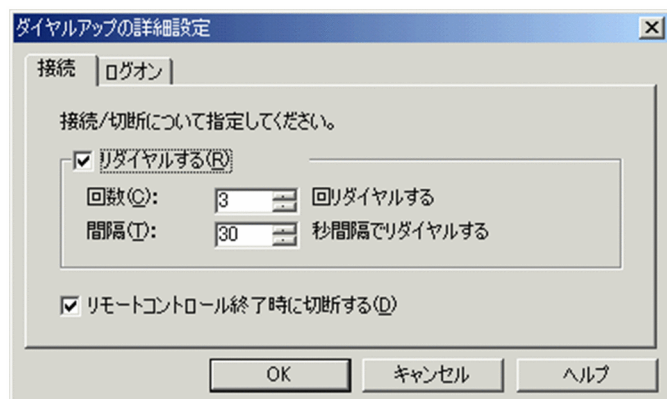 ダイヤルアップの詳細設定
接続 ログオン
接続/切断について指定してください。
リダイヤルする(R)
回数(C): 3 回リダイヤルする
間隔(T): 30 秒間隔でリダイヤルする
リモートコントロール終了時に切断する(D)
OK キャンセル ヘルプ